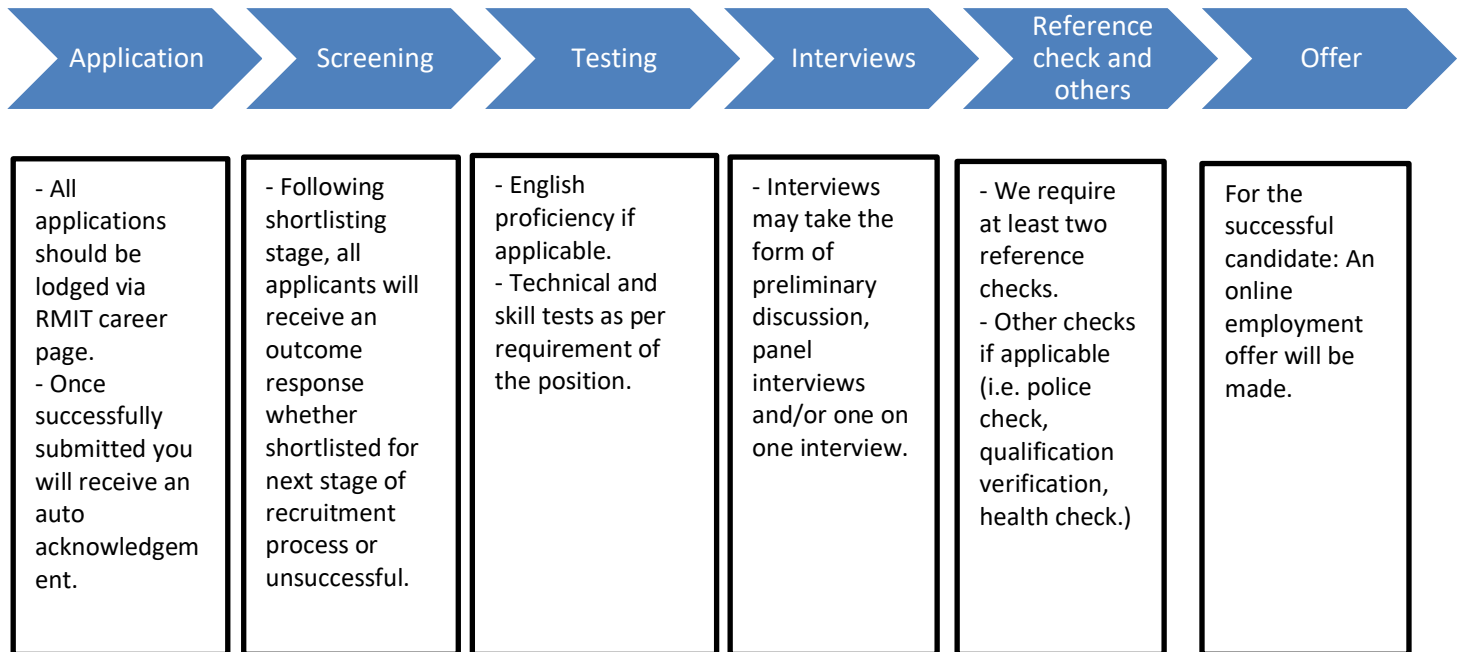 Application
Screening
Testing
Interviews
Reference
check and
others
Offer
- All
applications
should be
lodged via
RMIT career
page.
- Once
successfully
submitted you
will receive an
auto
acknowledgem
ent.
- Following
shortlisting
stage, all
applicants will
receive an
outcome
response
whether
shortlisted for
next stage of
recruitment
process or
unsuccessful.
- English
proficiency if
applicable.
- Technical and
skill tests as per
requirement of
the position.
- Interviews
may take the
form of
preliminary
discussion,
panel
interviews
and/or one on
one interview.
- We require
at least two
reference
checks.
- Other checks
if applicable
(i.e. police
check,
qualification
verification,
health check.)
For the
successful
candidate: An
online
employment
offer will be
made.